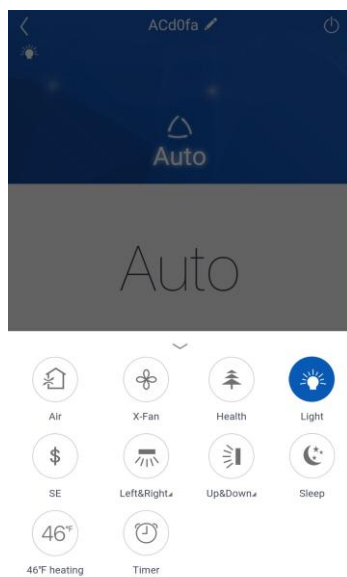 ACd0fa
Auto
Auto
Air X-Fan Health Light
$
SE Left&Right Up&Down Sleep
46°F
46°F heating Timer